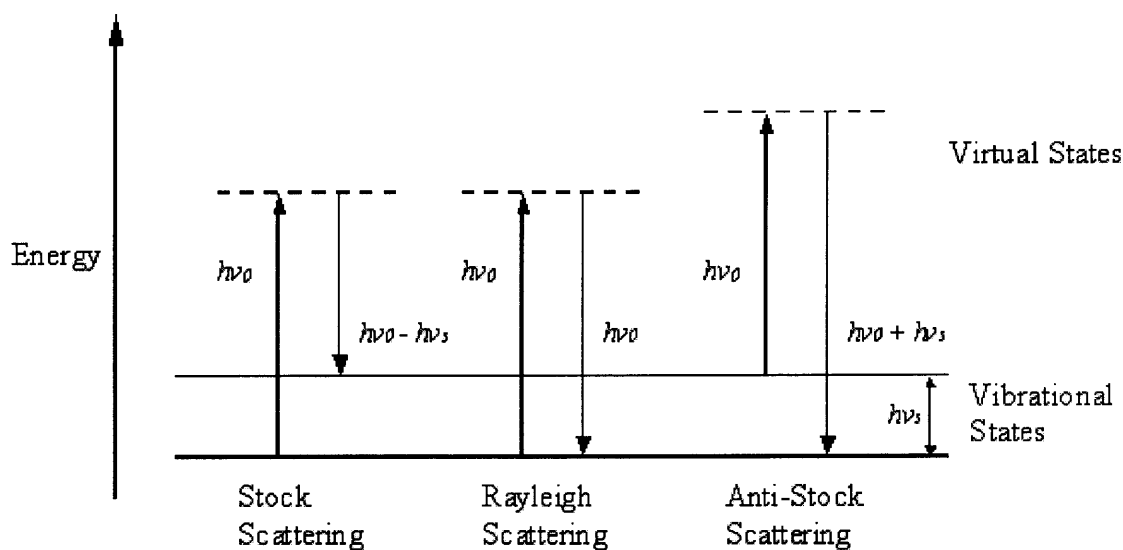 Virtual States
Energy
hν₀
hν₀
hν₀
hν₀ - hνₛ
hν₀
hν₀ + hνₛ
hνₛ
Vibrational
States
Stock
Scattering
Rayleigh
Scattering
Anti-Stock
Scattering